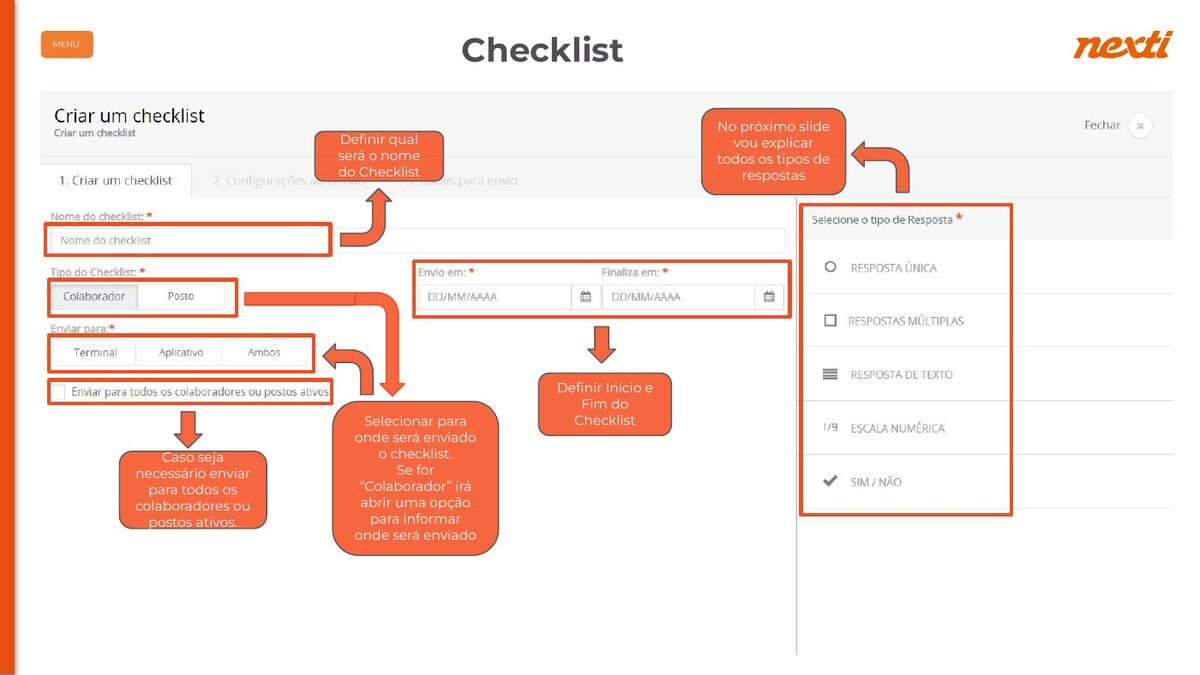 MENU
Checklist
nexti
Criar um checklist
Criar um checklist
Fechar
Definir qual
será o nome
do Checklist
No próximo slide
vou explicar
todos os tipos de
respostas
1. Criar um checklist
2. Configurações adicionais
para envio
Nome do checklist: *
Nome do checklist
Selecione o tipo de Resposta *
Tipo do Checklist: *
Colaborador
Posto
Envio em: *
Finaliza em: *
DD/MM/AAAA
DD/MM/AAAA
RESPOSTA ÚNICA
RESPOSTAS MÚLTIPLAS
RESPOSTA DE TEXTO
1/9 ESCALA NUMÉRICA
SIM / NÃO
Enviar para:*
Terminal
Aplicativo
Ambos
Enviar para todos os colaboradores ou postos ativos
Definir Início e
Fim do
Checklist
Selecionar para
onde será enviado
o checklist.
Se for
“Colaborador” irá
abrir uma opção
para informar
onde será enviado
Caso seja
necessário enviar
para todos os
colaboradores ou
postos ativos.